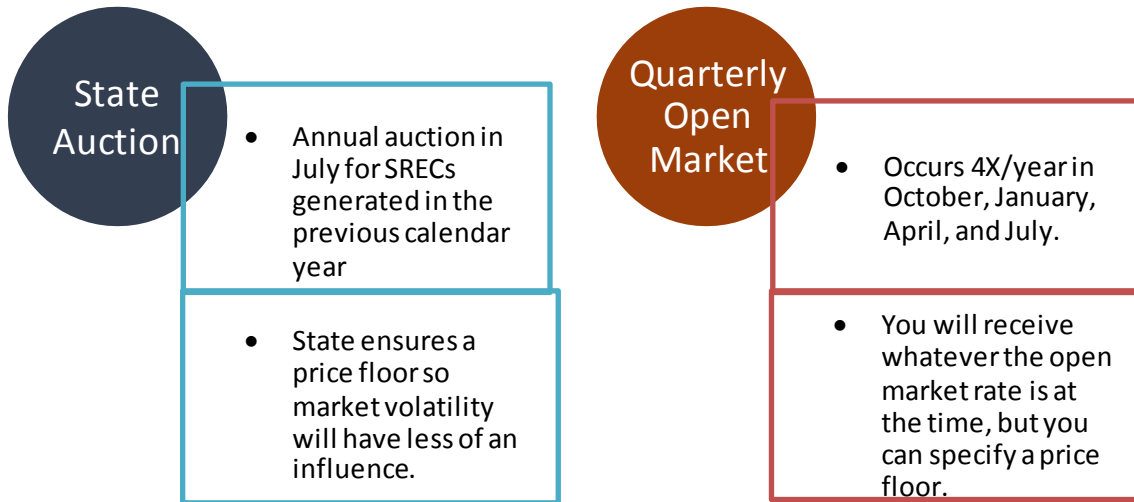 State
Auction
• Annual auction in
July for SRECs
generated in the
previous calendar
year
• State ensures a
price floor so
market volatility
will have less of an
influence.
Quarterly
Open
Market
• Occurs 4X/year in
October, January,
April, and July.
• You will receive
whatever the open
market rate is at
the time, but you
can specify a price
floor.